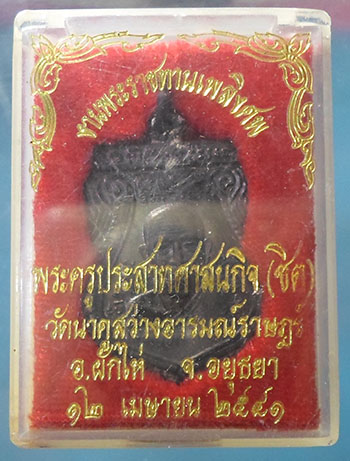 งานพระราชทานเพลิงศพ
พระครูประสาทศาสนกิจ (ชิต)
วัดนาคูสว่างอารมณ์ราษฎร์
อ.ผักไห่ จ.อยุธยา
๑๒ เมษายน ๒๕๔๑